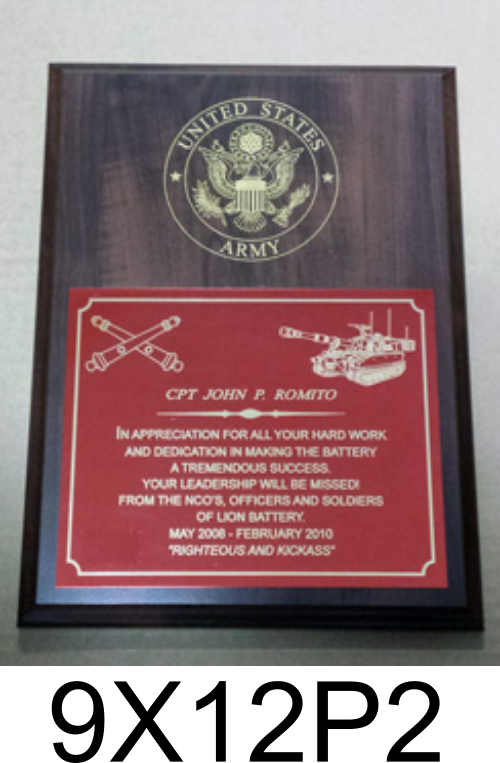 UNITED STATES
ARMY
CPT JOHN P. ROMITO
IN APPRECIATION FOR ALL YOUR HARD WORK
AND DEDICATION IN MAKING THE BATTERY
A TREMENDOUS SUCCESS.
YOUR LEADERSHIP WILL BE MISSED!
FROM THE NCO'S, OFFICERS AND SOLDIERS
OF LION BATTERY.
MAY 2008 - FEBRUARY 2010
"RIGHTEOUS AND KICKASS"
9X12P2